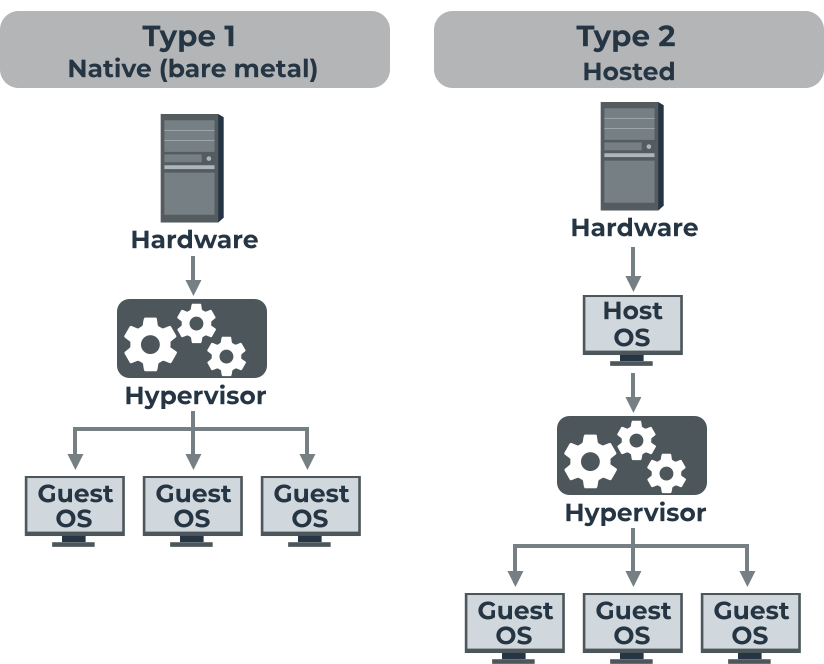 Type 1
Native (bare metal)
Hardware
Hypervisor
Guest
OS
Guest
OS
Guest
OS
Type 2
Hosted
Hardware
Host
OS
Hypervisor
Guest
OS
Guest
OS
Guest
OS